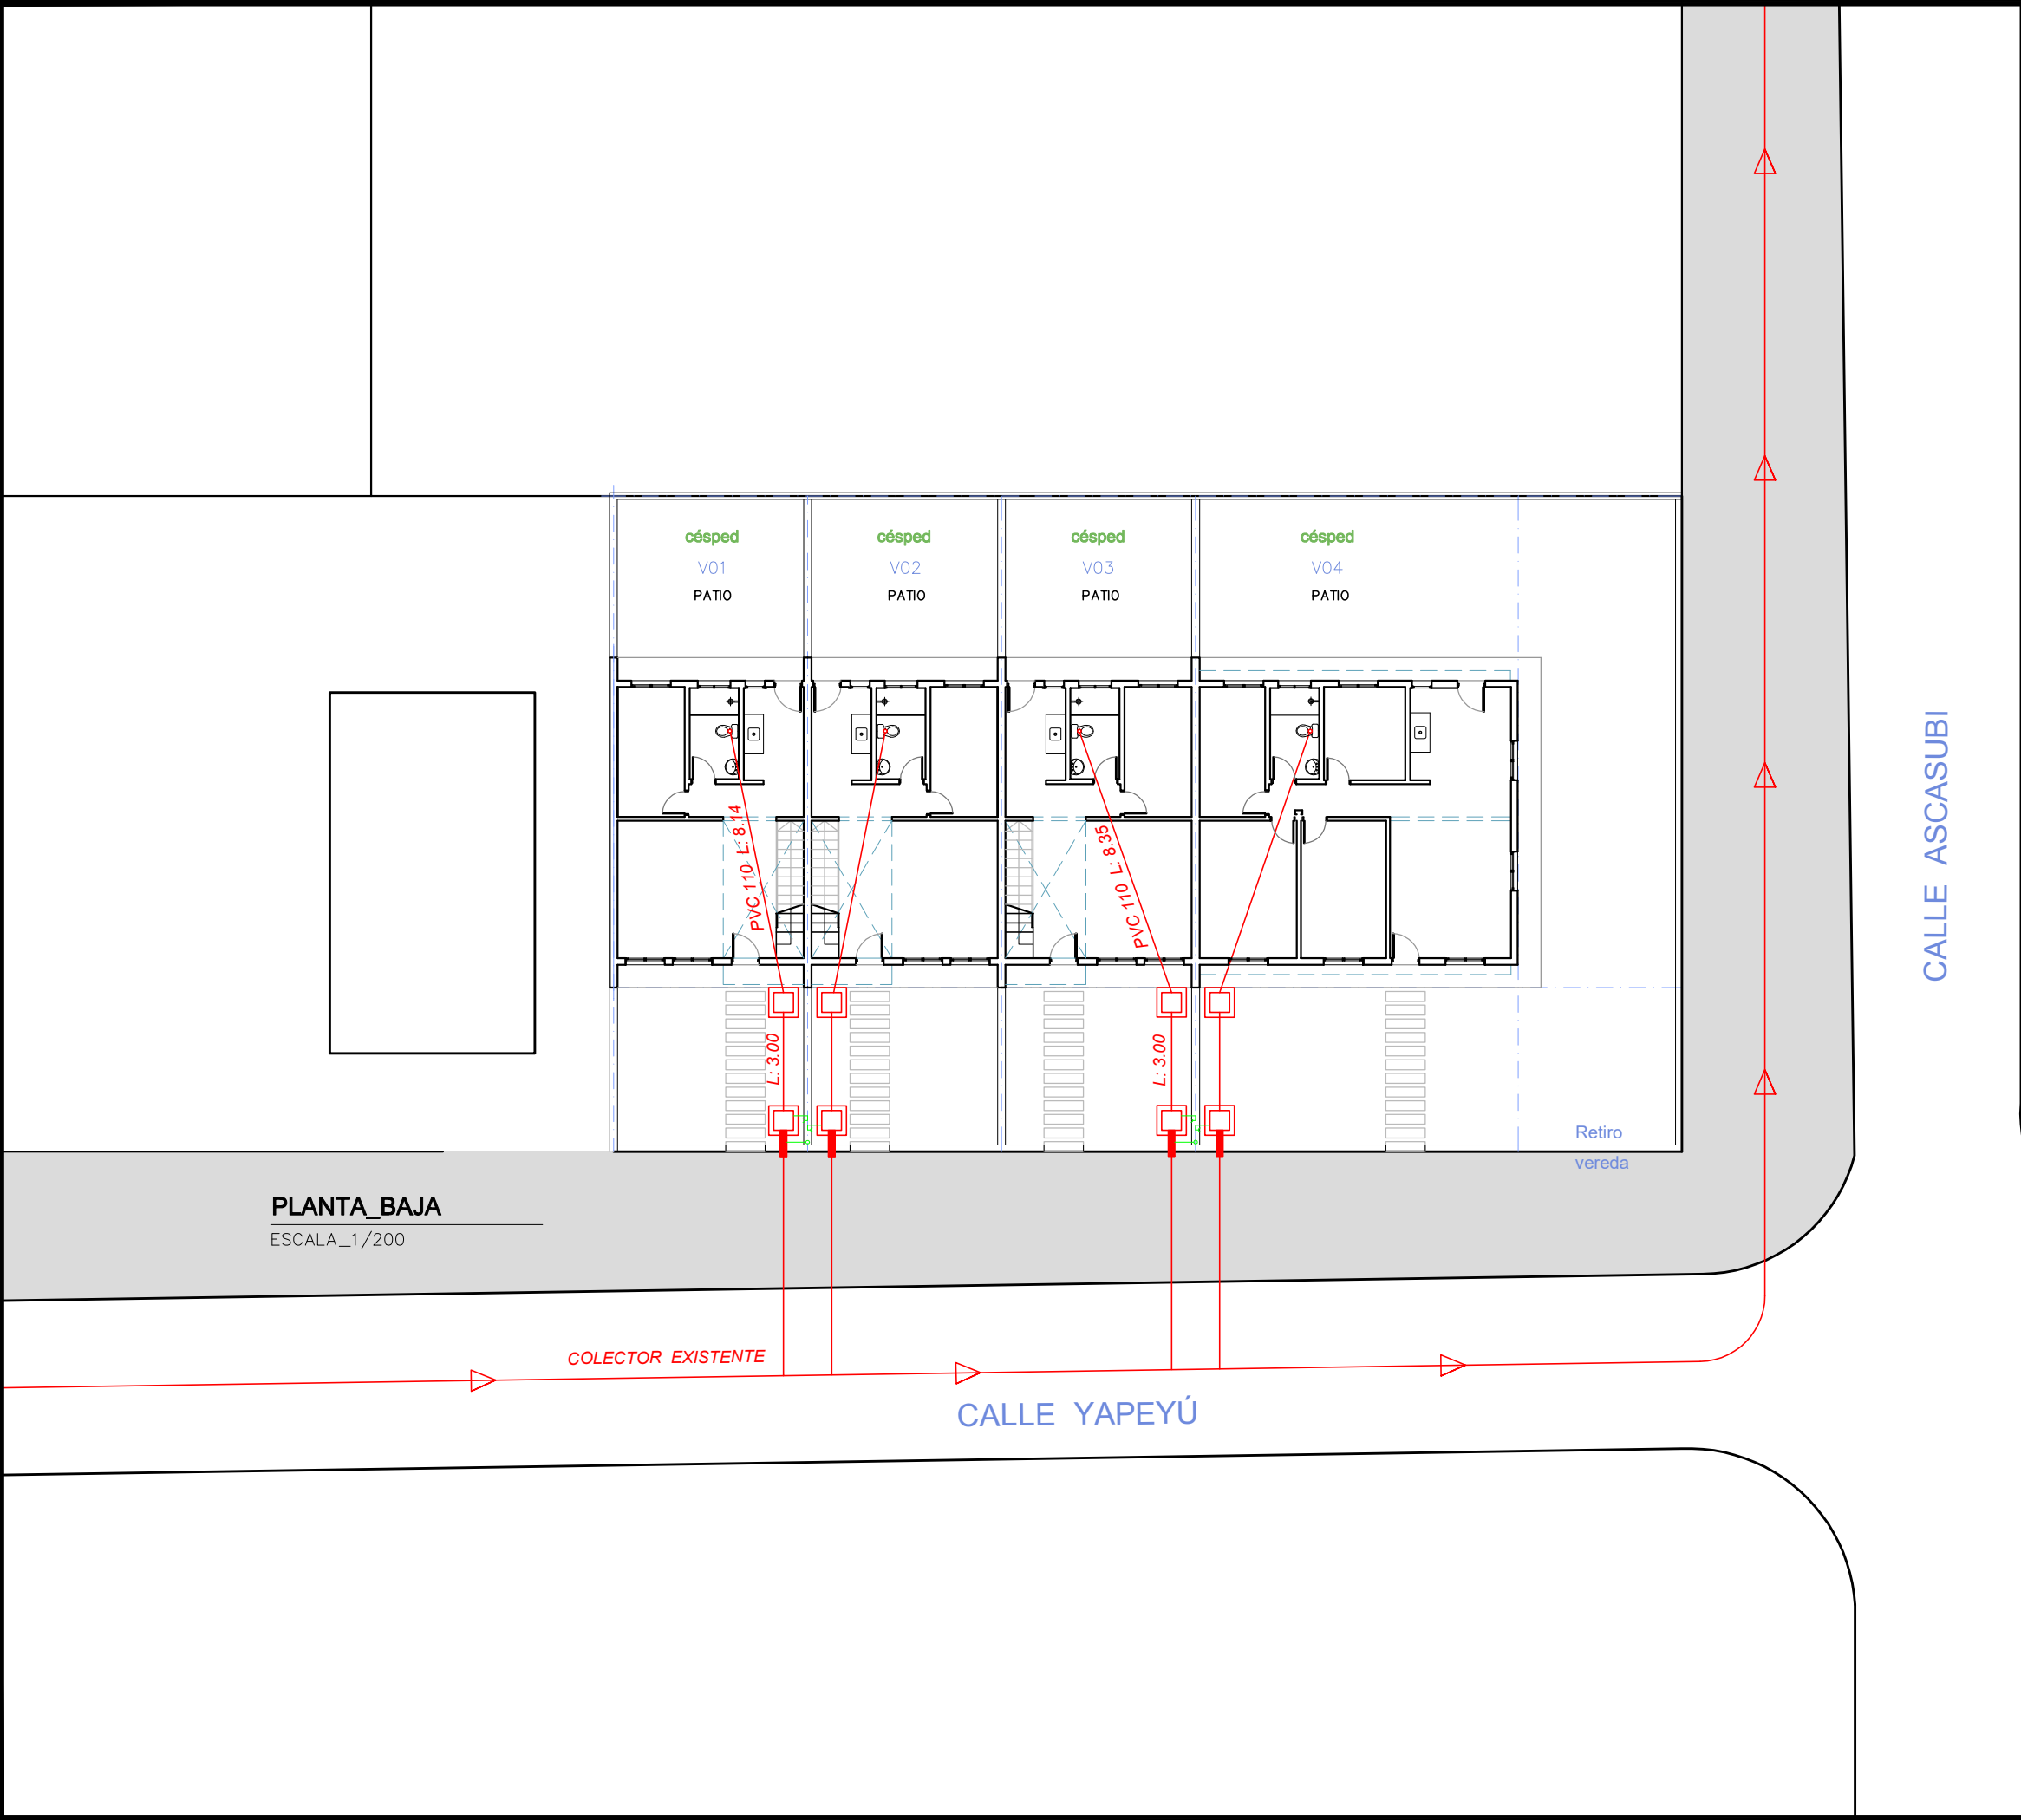 césped
V01
PATIO
césped
V02
PATIO
césped
V03
PATIO
césped
V04
PATIO
PVC 110 L: 8.14
PVC 110 L: 8.35
L: 3.00
L: 3.00
Retiro
vereda
CALLE ASCASUBI
PLANTA_BAJA
ESCALA_1/200
COLECTOR EXISTENTE
CALLE YAPEYÚ